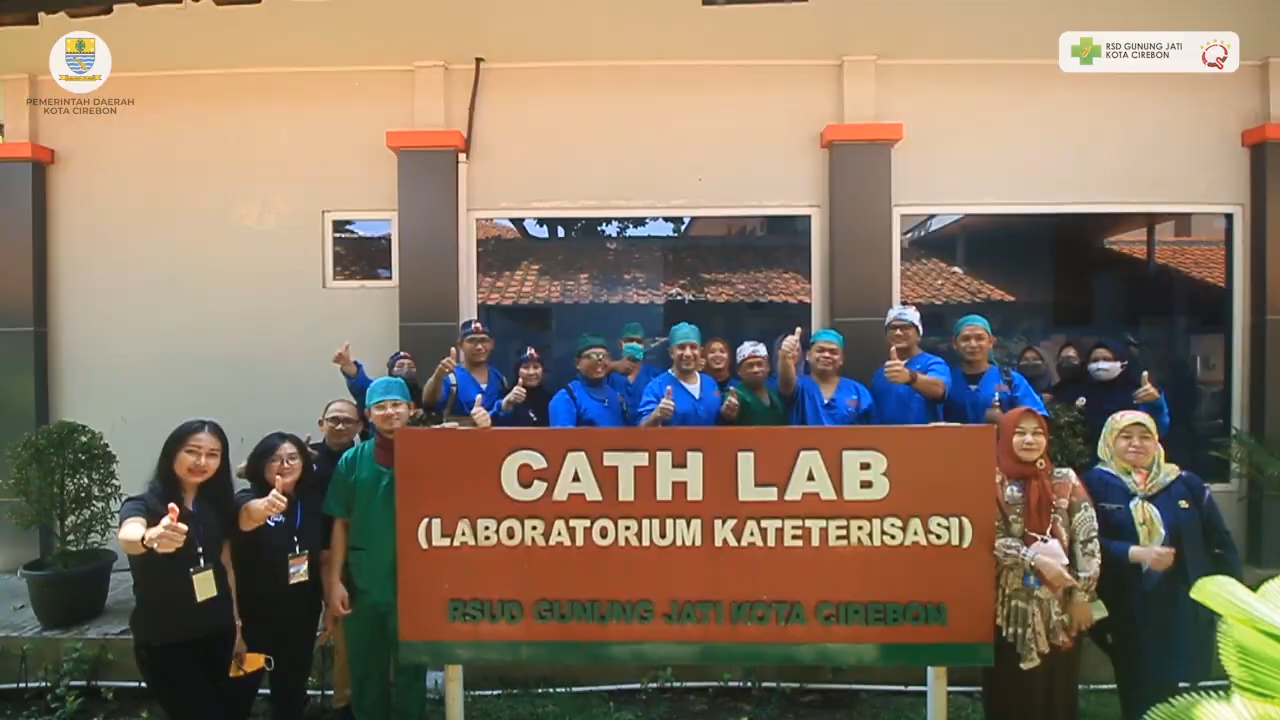 PEMERINTAH DAERAH
KOTA CIREBON
RSD GUNUNG JATI
KOTA CIREBON
CATH LAB
(LABORATORIUM KATETERISASI)
RSUD GUNUNG JATI KOTA CIREBON